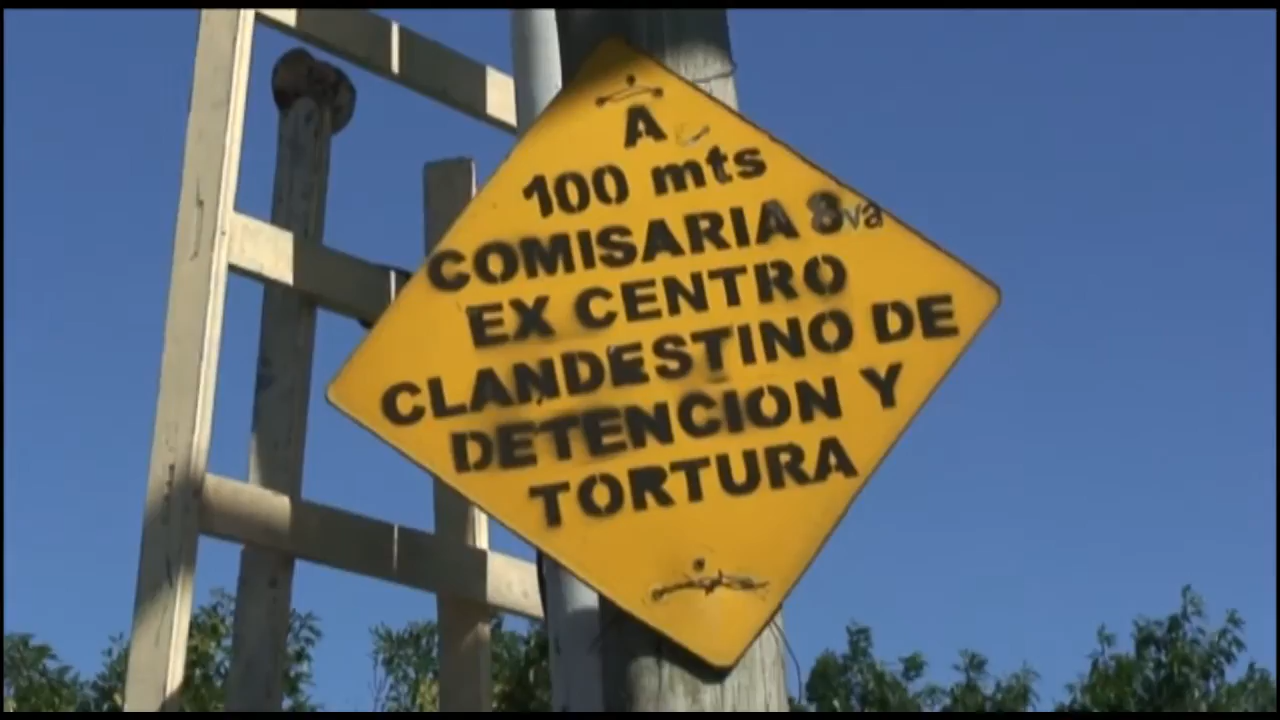 A
100 mts
COMISARIA 8va
EX CENTRO
CLANDESTINO DE
DETENCION Y
TORTURA